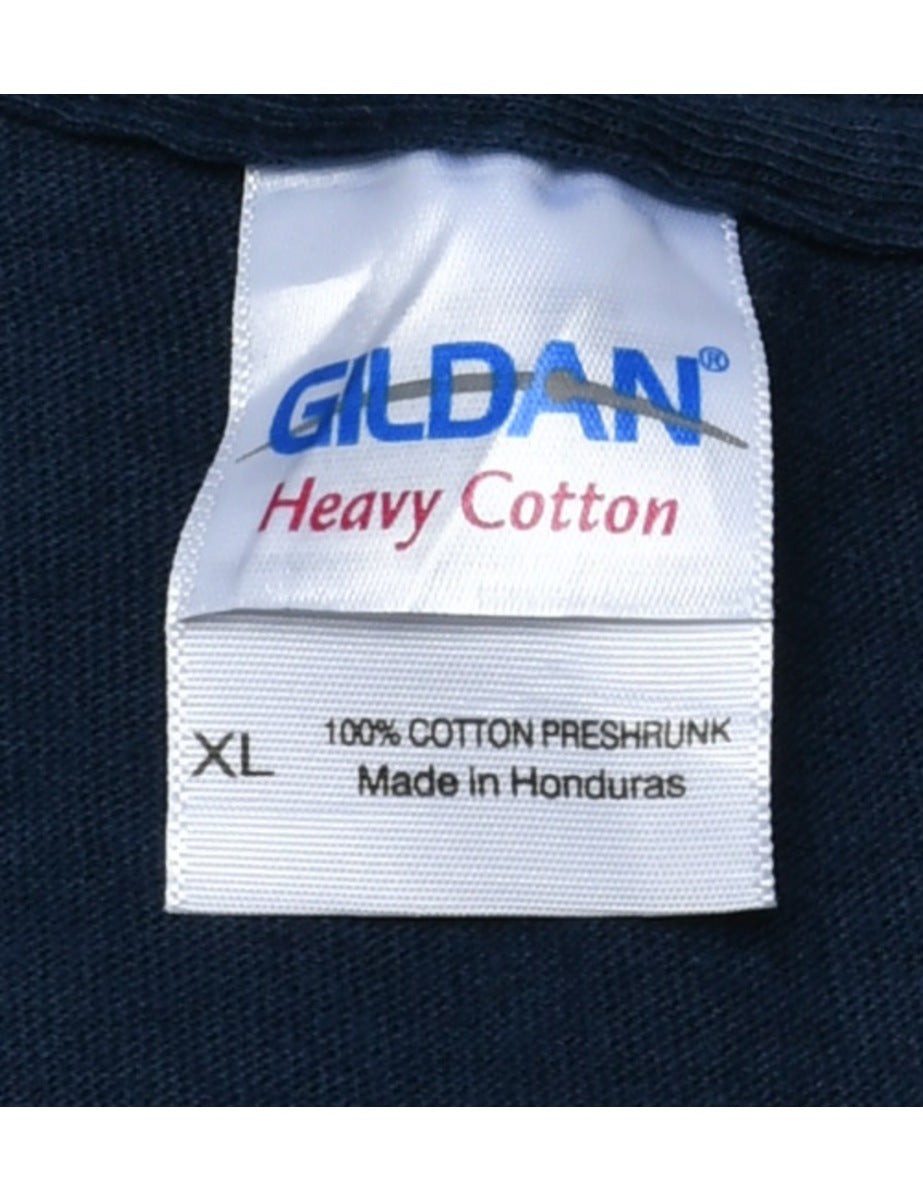 GILDAN®
Heavy Cotton
XL
100% COTTON PRESHRUNK
Made in Honduras